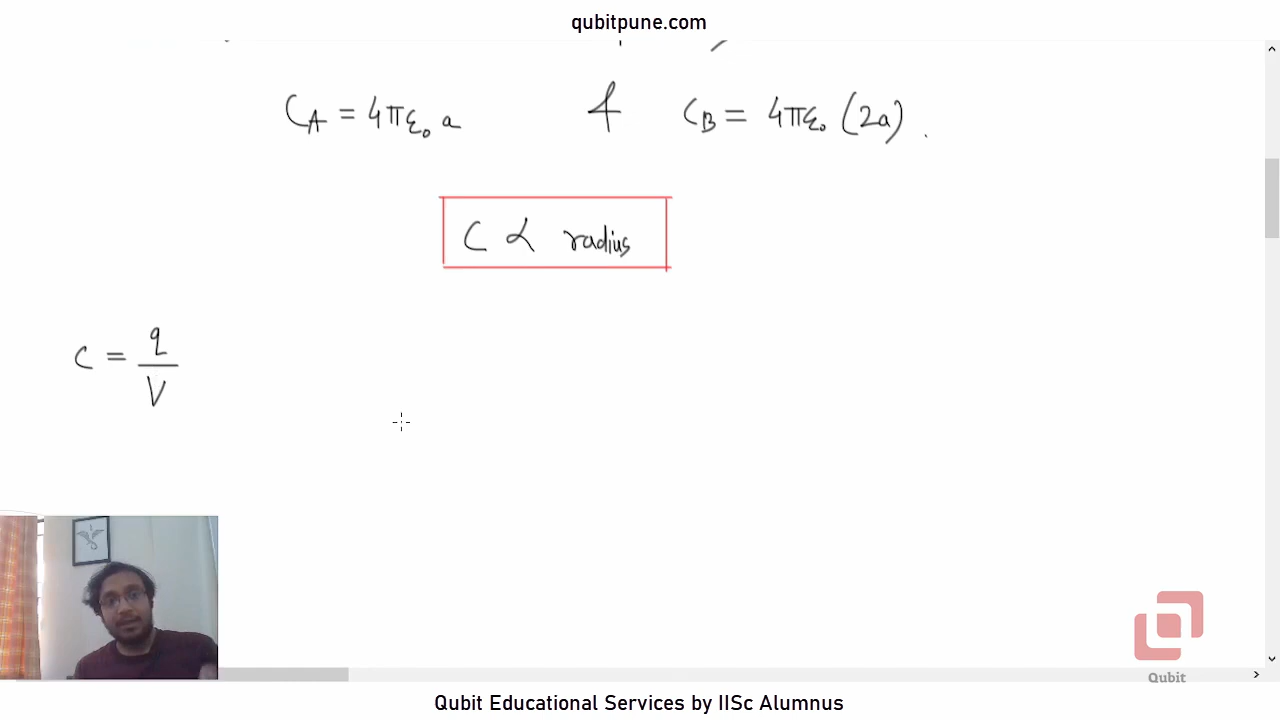 qubitpune.com
C_A = 4πε₀ a & C_B = 4πε₀ (2a) .
C ∝ radius
C = q/V
Qubit
Qubit Educational Services by IISc Alumnus